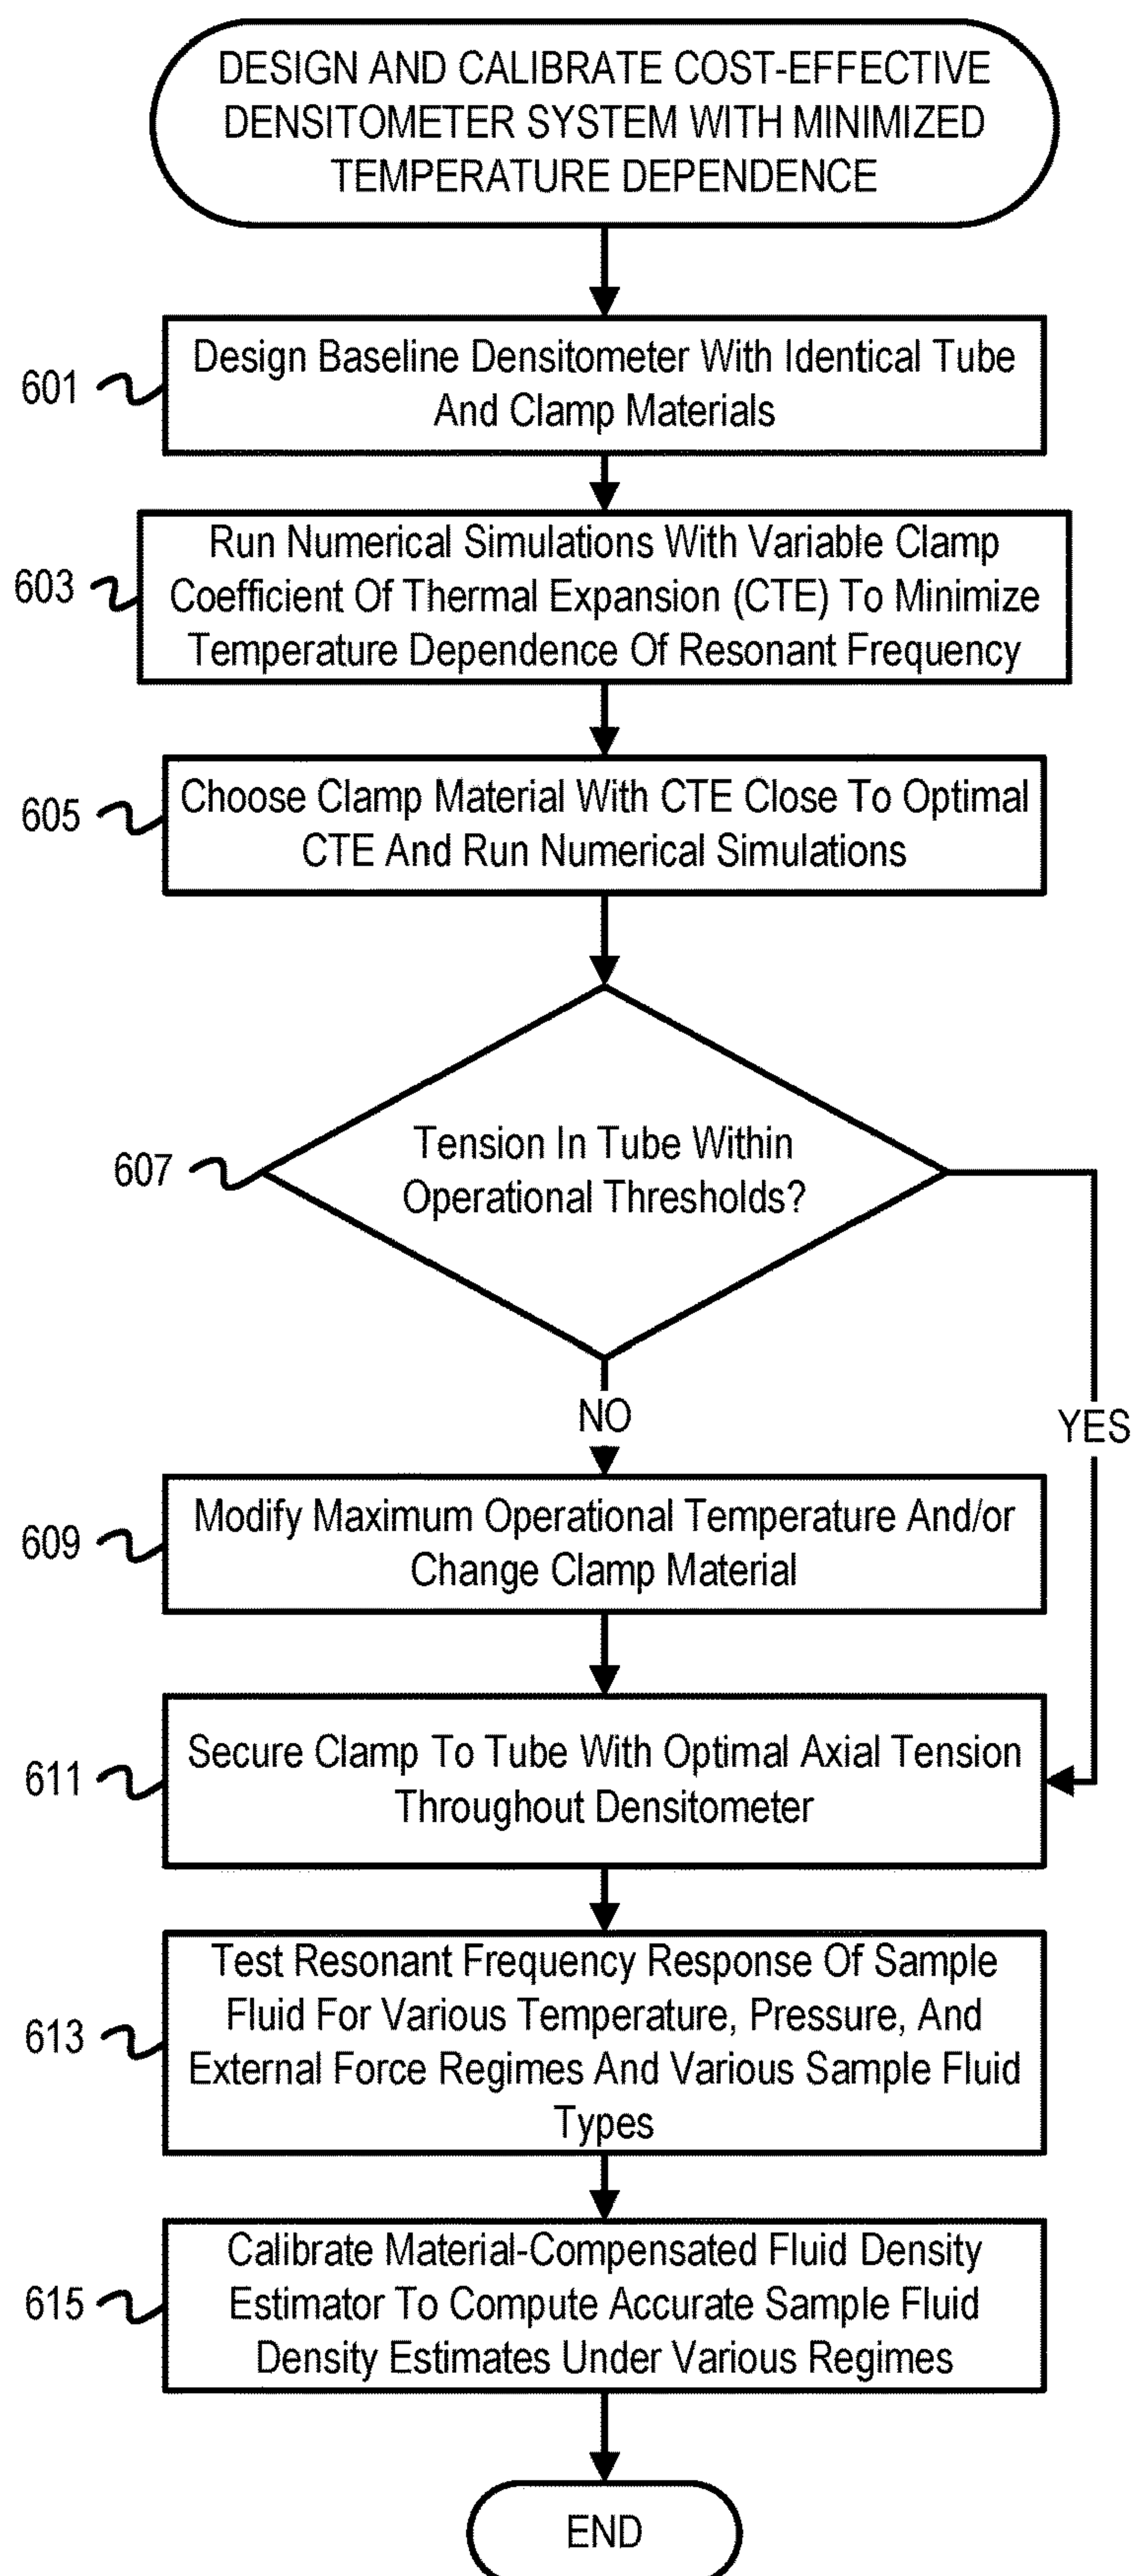 DESIGN AND CALIBRATE COST-EFFECTIVE
DENSITOMETER SYSTEM WITH MINIMIZED
TEMPERATURE DEPENDENCE
601
Design Baseline Densitometer With Identical Tube
And Clamp Materials
603
Run Numerical Simulations With Variable Clamp
Coefficient Of Thermal Expansion (CTE) To Minimize
Temperature Dependence Of Resonant Frequency
605
Choose Clamp Material With CTE Close To Optimal
CTE And Run Numerical Simulations
607
Tension In Tube Within
Operational Thresholds?
NO
YES
609
Modify Maximum Operational Temperature And/or
Change Clamp Material
611
Secure Clamp To Tube With Optimal Axial Tension
Throughout Densitometer
613
Test Resonant Frequency Response Of Sample
Fluid For Various Temperature, Pressure, And
External Force Regimes And Various Sample Fluid
Types
615
Calibrate Material-Compensated Fluid Density
Estimator To Compute Accurate Sample Fluid
Density Estimates Under Various Regimes
END